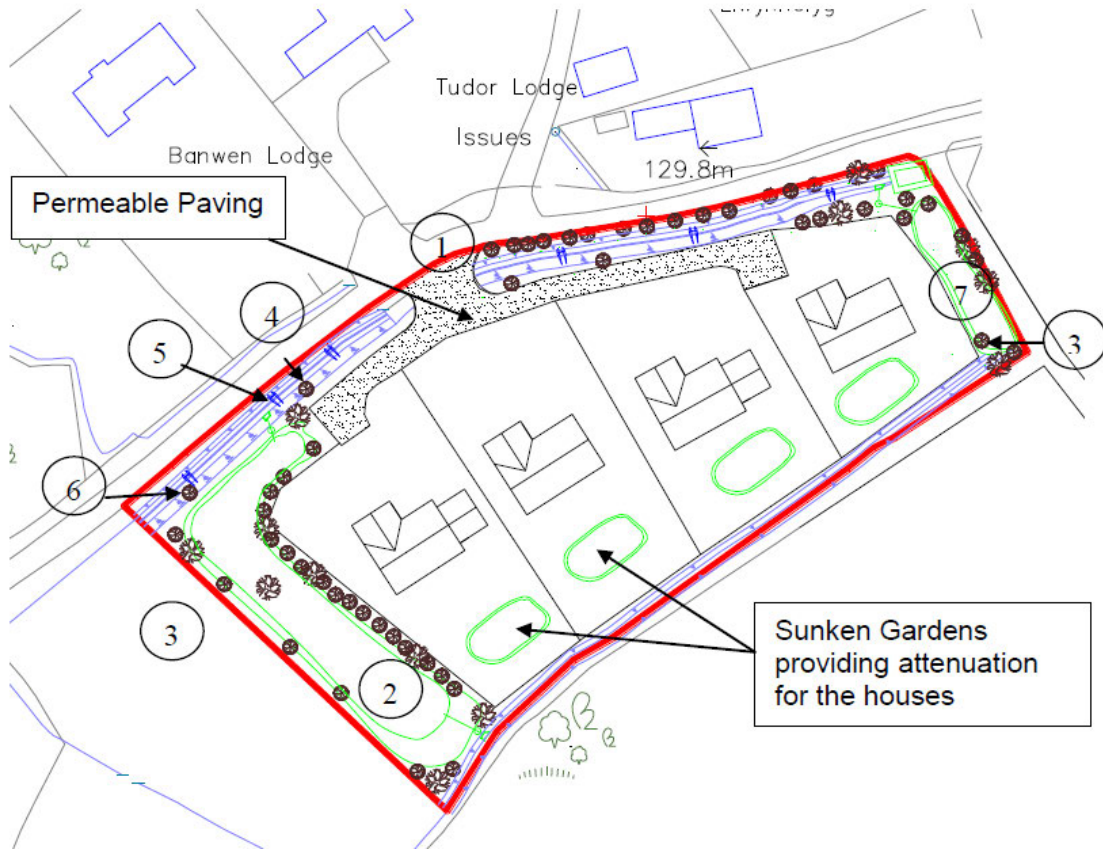 Tudor Lodge
Issues
Banwen Lodge
129.8m
Permeable Paving
1
4
7
5
3
6
3
2
Sunken Gardens
providing attenuation
for the houses